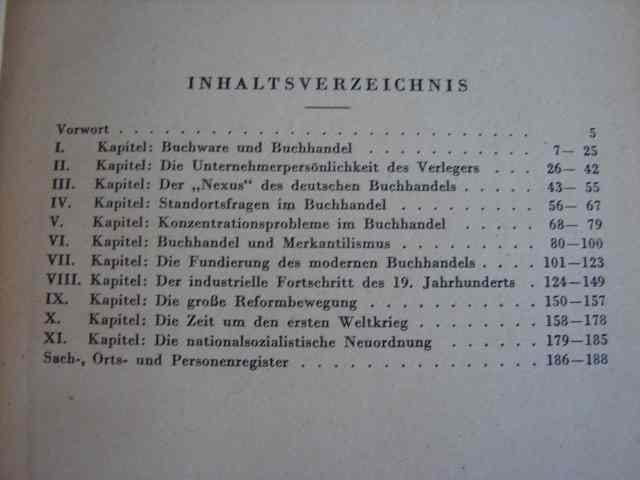 INHALTSVERZEICHNIS
Vorwort . . . . . . . . . . . . . . . . . . . . . . . . . . . . 5
I. Kapitel: Buchware und Buchhandel . . . . . . . . . . . . 7— 25
II. Kapitel: Die Unternehmerpersönlichkeit des Verlegers . . . 26— 42
III. Kapitel: Der „Nexus“ des deutschen Buchhandels . . . . . 43— 55
IV. Kapitel: Standortsfragen im Buchhandel . . . . . . . . . . 56— 67
V. Kapitel: Konzentrationsprobleme im Buchhandel . . . . . . 68— 79
VI. Kapitel: Buchhandel und Merkantilismus . . . . . . . . . . 80—100
VII. Kapitel: Die Fundierung des modernen Buchhandels . . . . 101—123
VIII. Kapitel: Der industrielle Fortschritt des 19. Jahrhunderts . 124—149
IX. Kapitel: Die große Reformbewegung . . . . . . . . . . . . 150—157
X. Kapitel: Die Zeit um den ersten Weltkrieg . . . . . . . . . 158—178
XI. Kapitel: Die nationalsozialistische Neuordnung . . . . . . . 179—185
Sach-, Orts- und Personenregister . . . . . . . . . . . . . . . 186—188